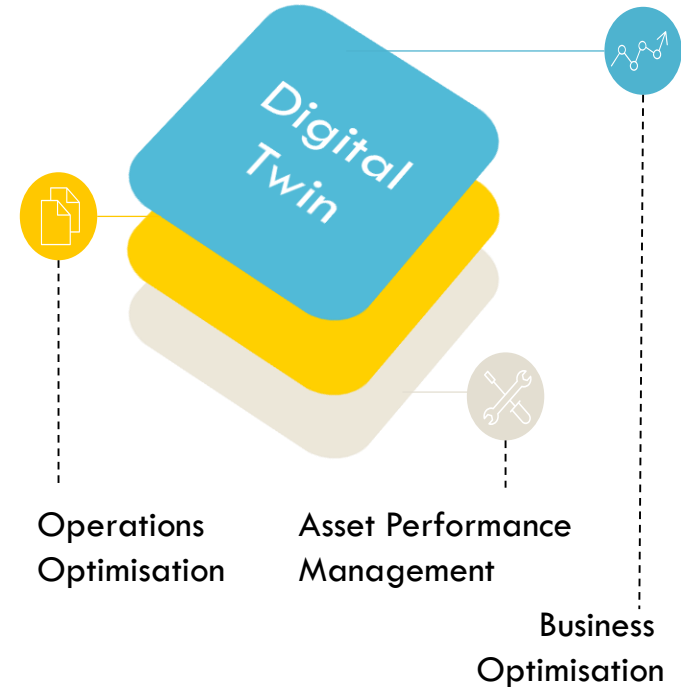 Digital
Twin
Operations
Optimisation
Asset Performance
Management
Business
Optimisation